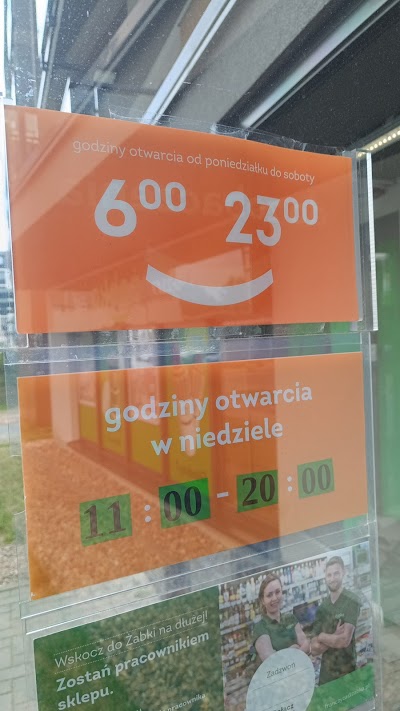 godziny otwarcia od poniedziałku do soboty
6⁰⁰ 23⁰⁰
godziny otwarcia
w niedziele
11:00-20:00
Wskocz do Żabki na dłużej!
Zostań pracownikiem
sklepu.
Zadzwoń